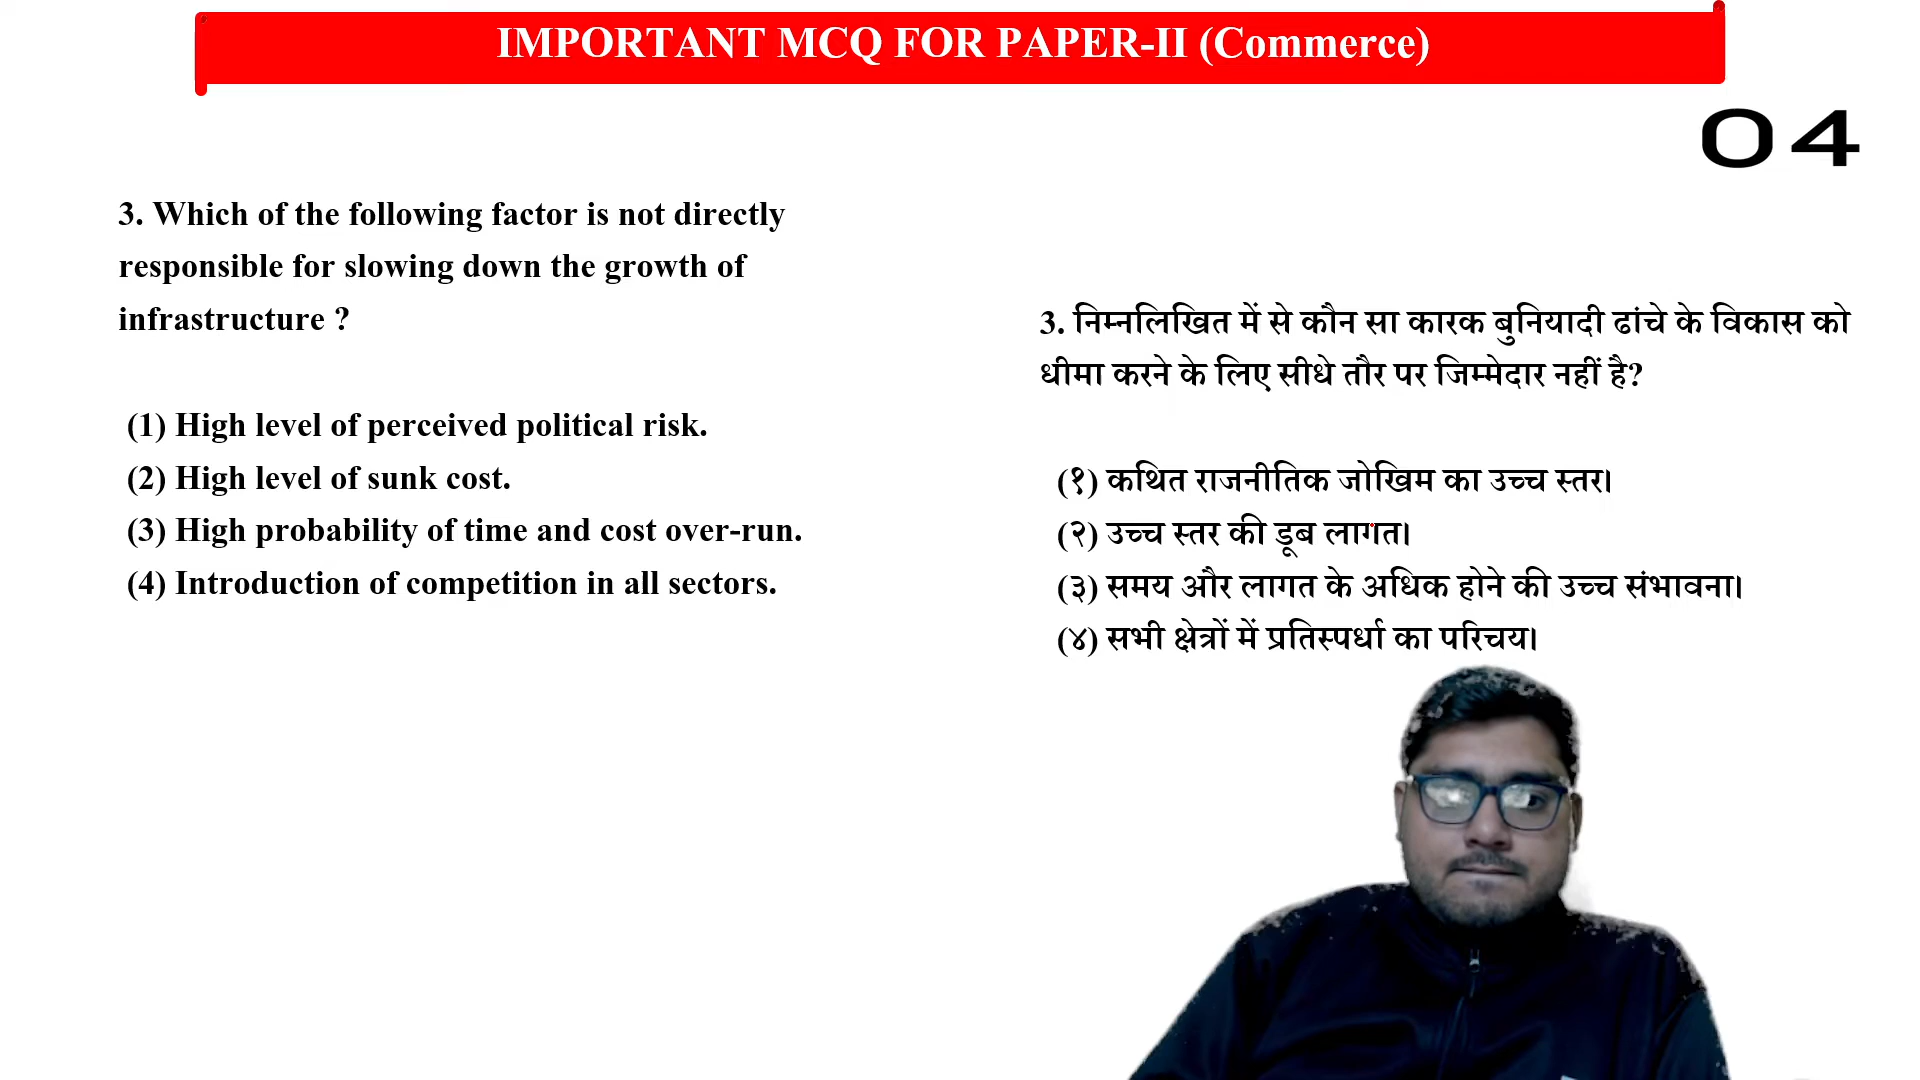 IMPORTANT MCQ FOR PAPER-II (Commerce)
04
3. Which of the following factor is not directly
responsible for slowing down the growth of
infrastructure ?
(1) High level of perceived political risk.
(2) High level of sunk cost.
(3) High probability of time and cost over-run.
(4) Introduction of competition in all sectors.
3. निम्नलिखित में से कौन सा कारक बुनियादी ढांचे के विकास को
धीमा करने के लिए सीधे तौर पर जिम्मेदार नहीं है?
(१) कथित राजनीतिक जोखिम का उच्च स्तर।
(२) उच्च स्तर की डूब लागत।
(३) समय और लागत के अधिक होने की उच्च संभावना।
(४) सभी क्षेत्रों में प्रतिस्पर्धा का परिचय।